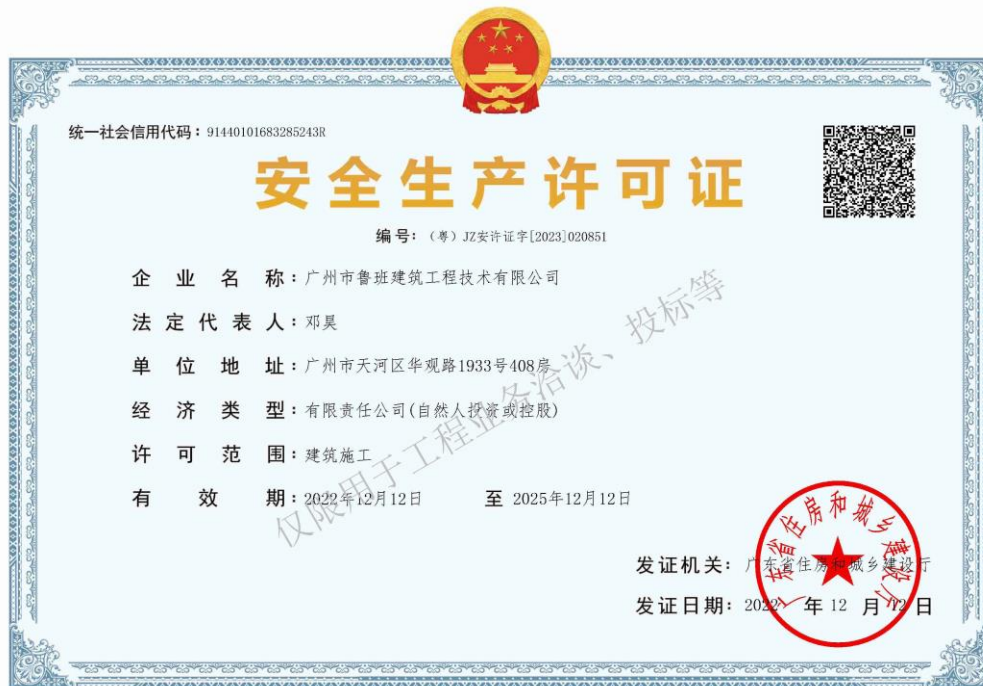 统一社会信用代码：91440101683285243R
安全生产许可证
编号：（粤）JZ安许证字[2023]020851
企业名称：广州市鲁班建筑工程技术有限公司
法定代表人：邓昊
单位地址：广州市天河区华观路1933号408房
经济类型：有限责任公司(自然人投资或控股)
许可范围：建筑施工
有效期：2022年12月12日 至 2025年12月12日
仅限用于工程业务洽谈、投标等
发证机关：广东省住房和城乡建设厅
发证日期：2022 年 12 月 12 日
广东省住房和城乡建设厅